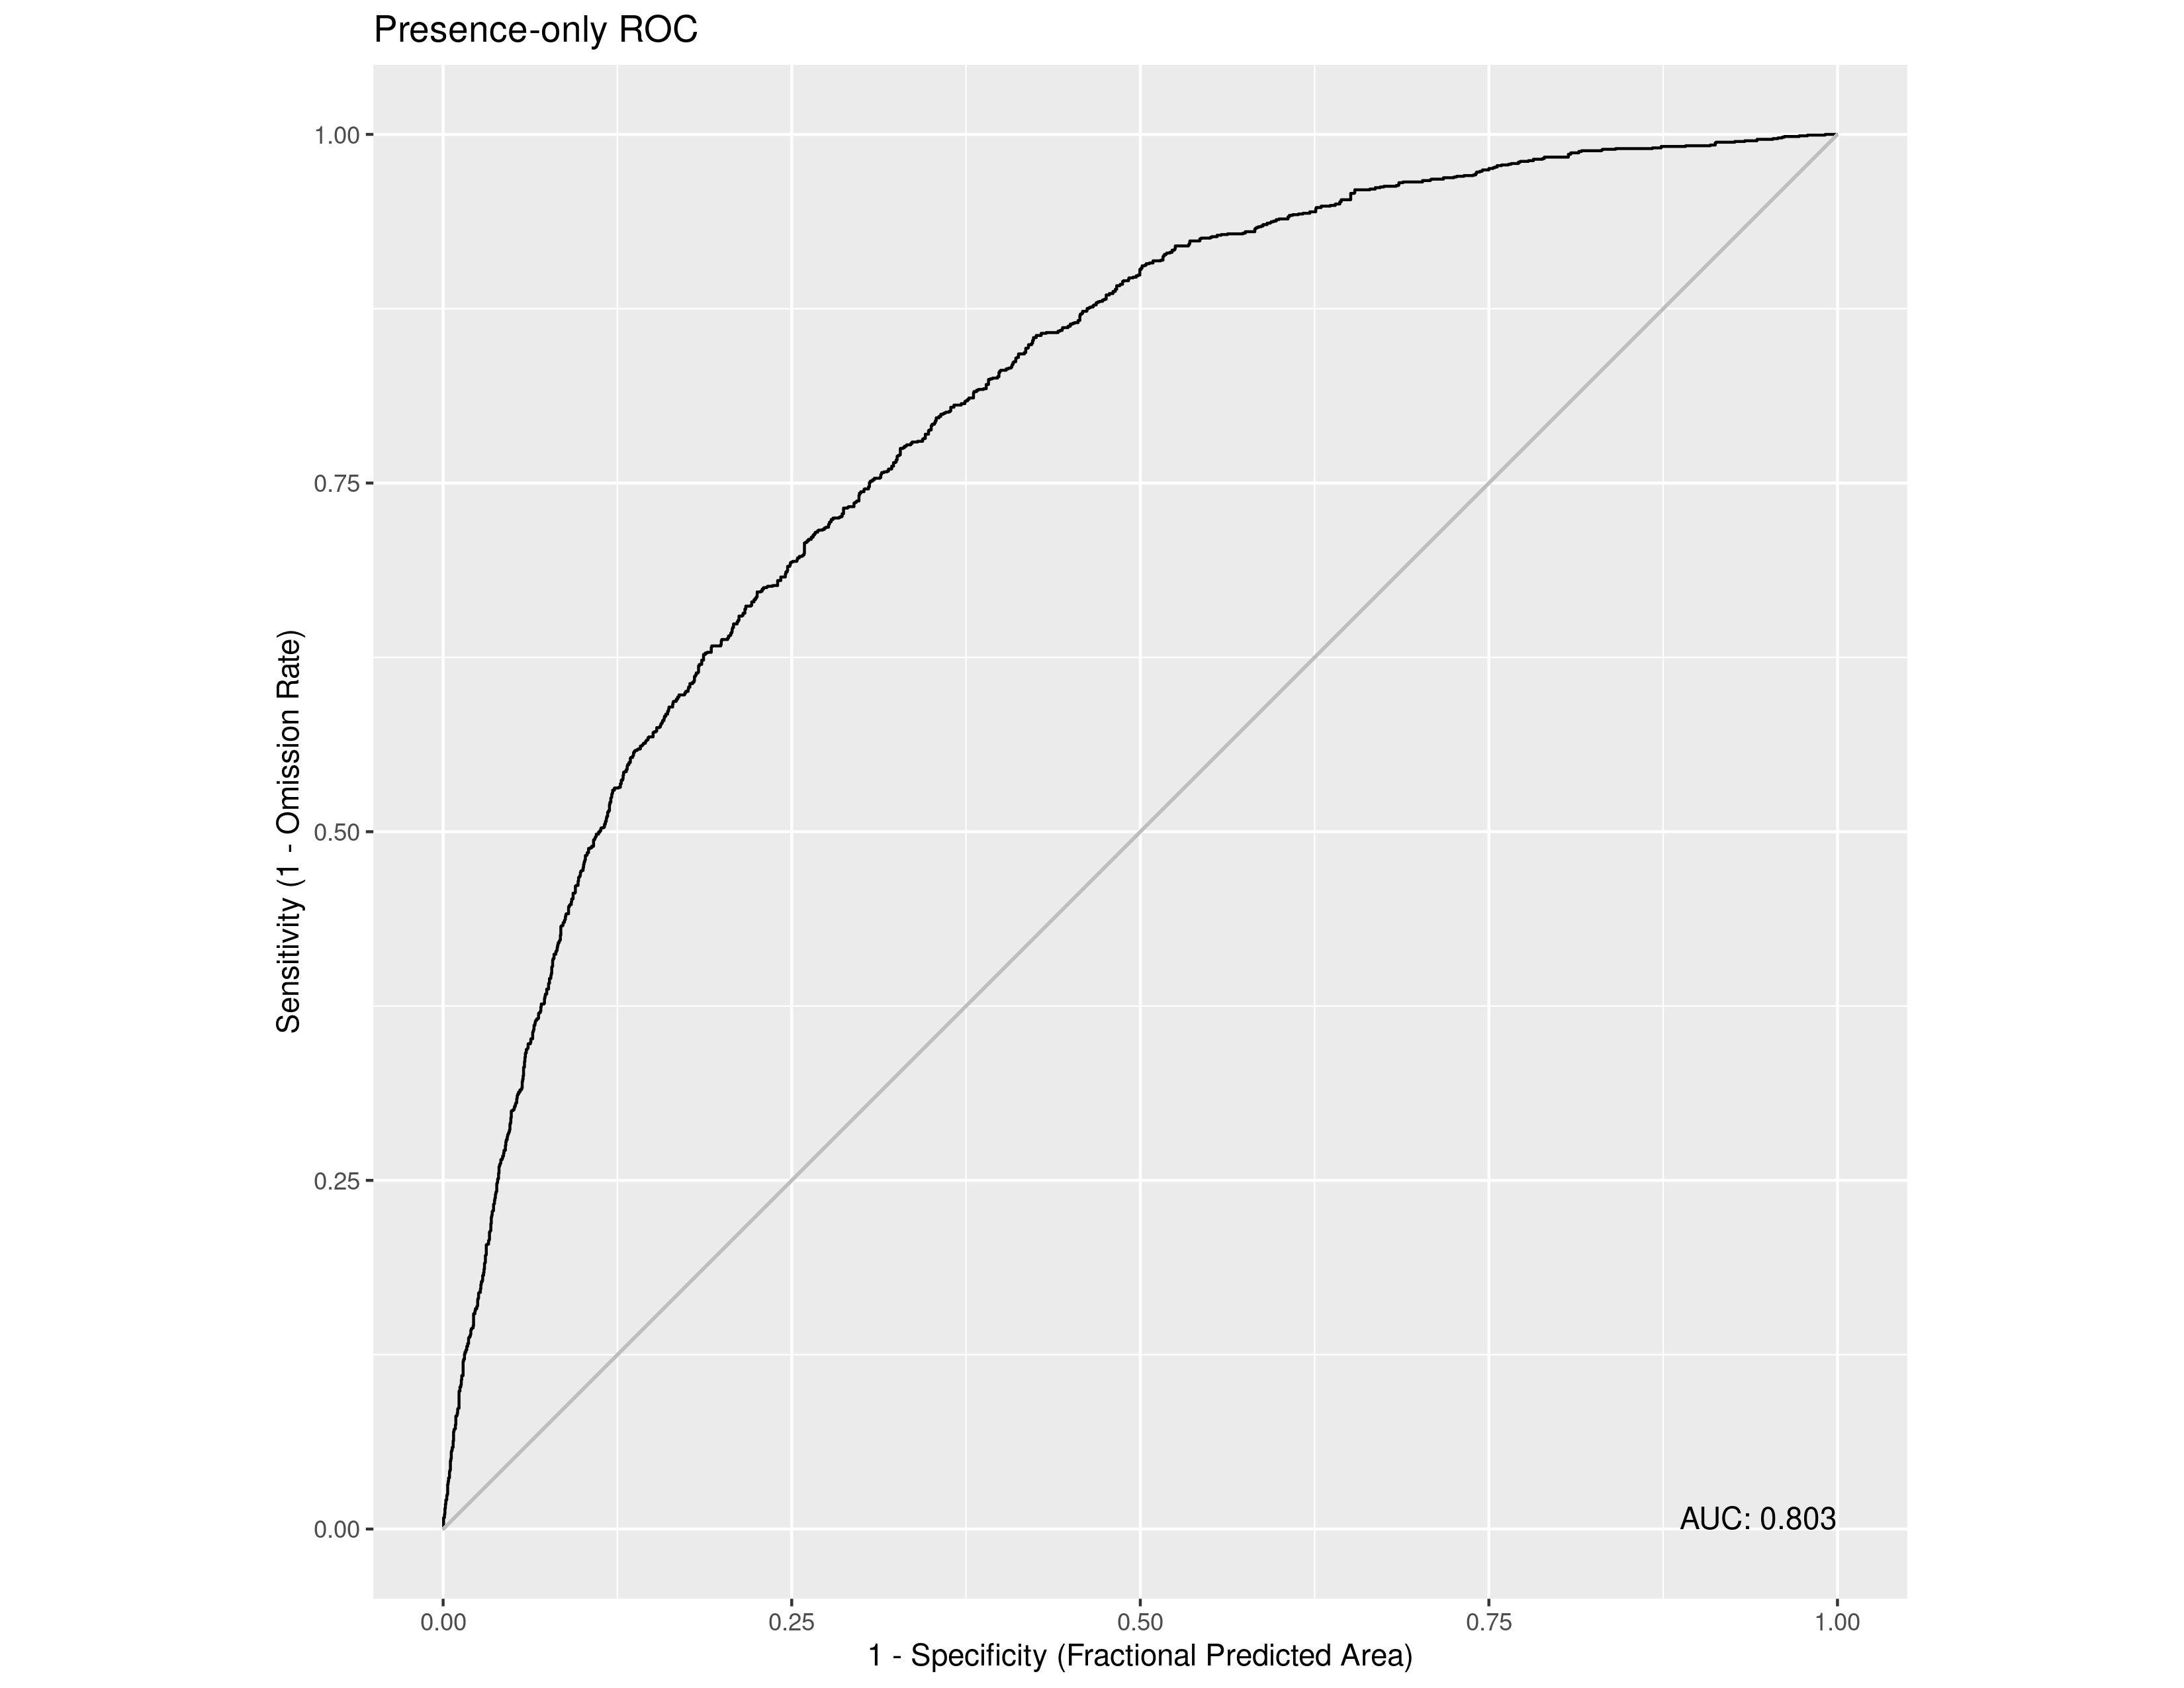 Presence-only ROC
1.00
0.75
0.50
0.25
0.00
Sensitivity (1 - Omission Rate)
AUC: 0.803
0.00 0.25 0.50 0.75 1.00
1 - Specificity (Fractional Predicted Area)